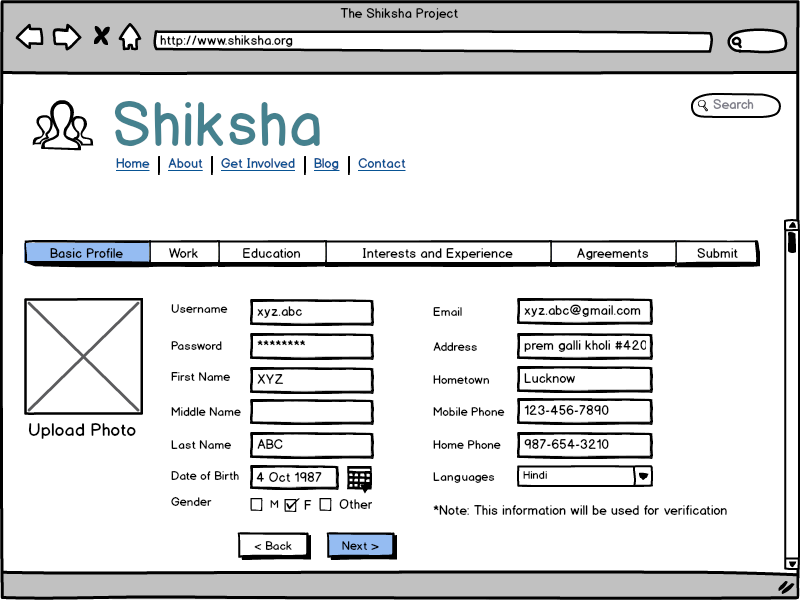 The Shiksha Project
http://www.shiksha.org
Search
Shiksha
Home About Get Involved Blog Contact
Basic Profile Work Education Interests and Experience Agreements Submit
Upload Photo
Username xyz.abc
Password ********
First Name XYZ
Middle Name
Last Name ABC
Date of Birth 4 Oct 1987
Gender M F Other
Email xyz.abc@gmail.com
Address prem galli kholi #420
Hometown Lucknow
Mobile Phone 123-456-7890
Home Phone 987-654-3210
Languages Hindi
*Note: This information will be used for verification
< Back Next >